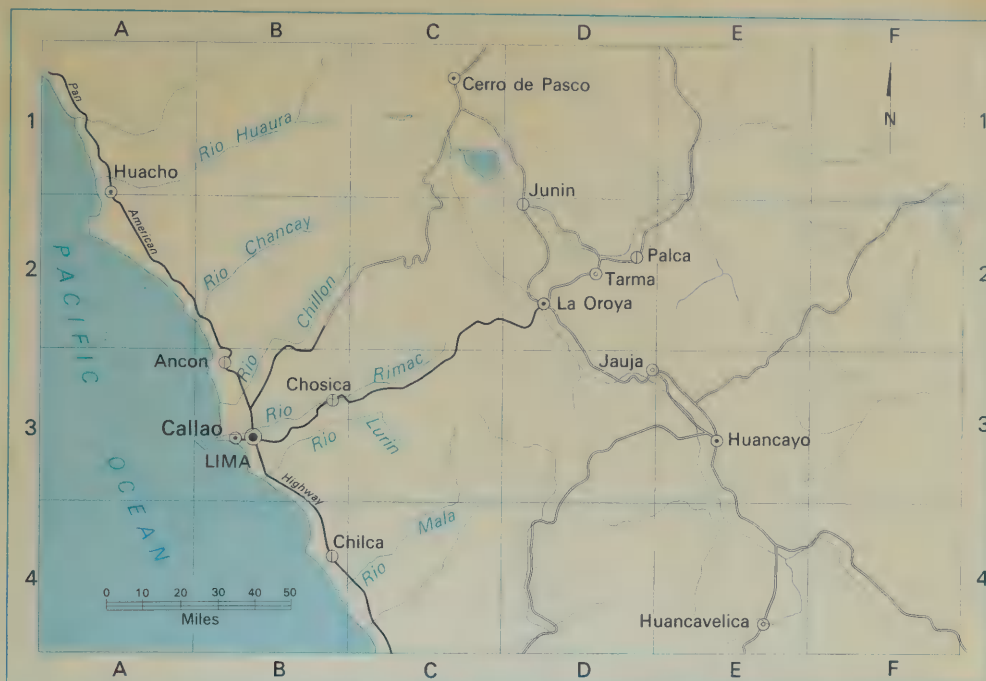 A B C D E F
1 1
2 2
3 3
4 4
A B C D E F
N
Pan
American
Highway
Cerro de Pasco
Rio Huaura
Huacho
Junin
Rio Chancay
Palca
Tarma
Rio Chillon
La Oroya
PACIFIC
OCEAN
Ancon
Jauja
Chosica
Rio Rimac
Callao
LIMA
Rio Lurin
Huancayo
Rio Mala
Chilca
Huancavelica
0 10 20 30 40 50
Miles